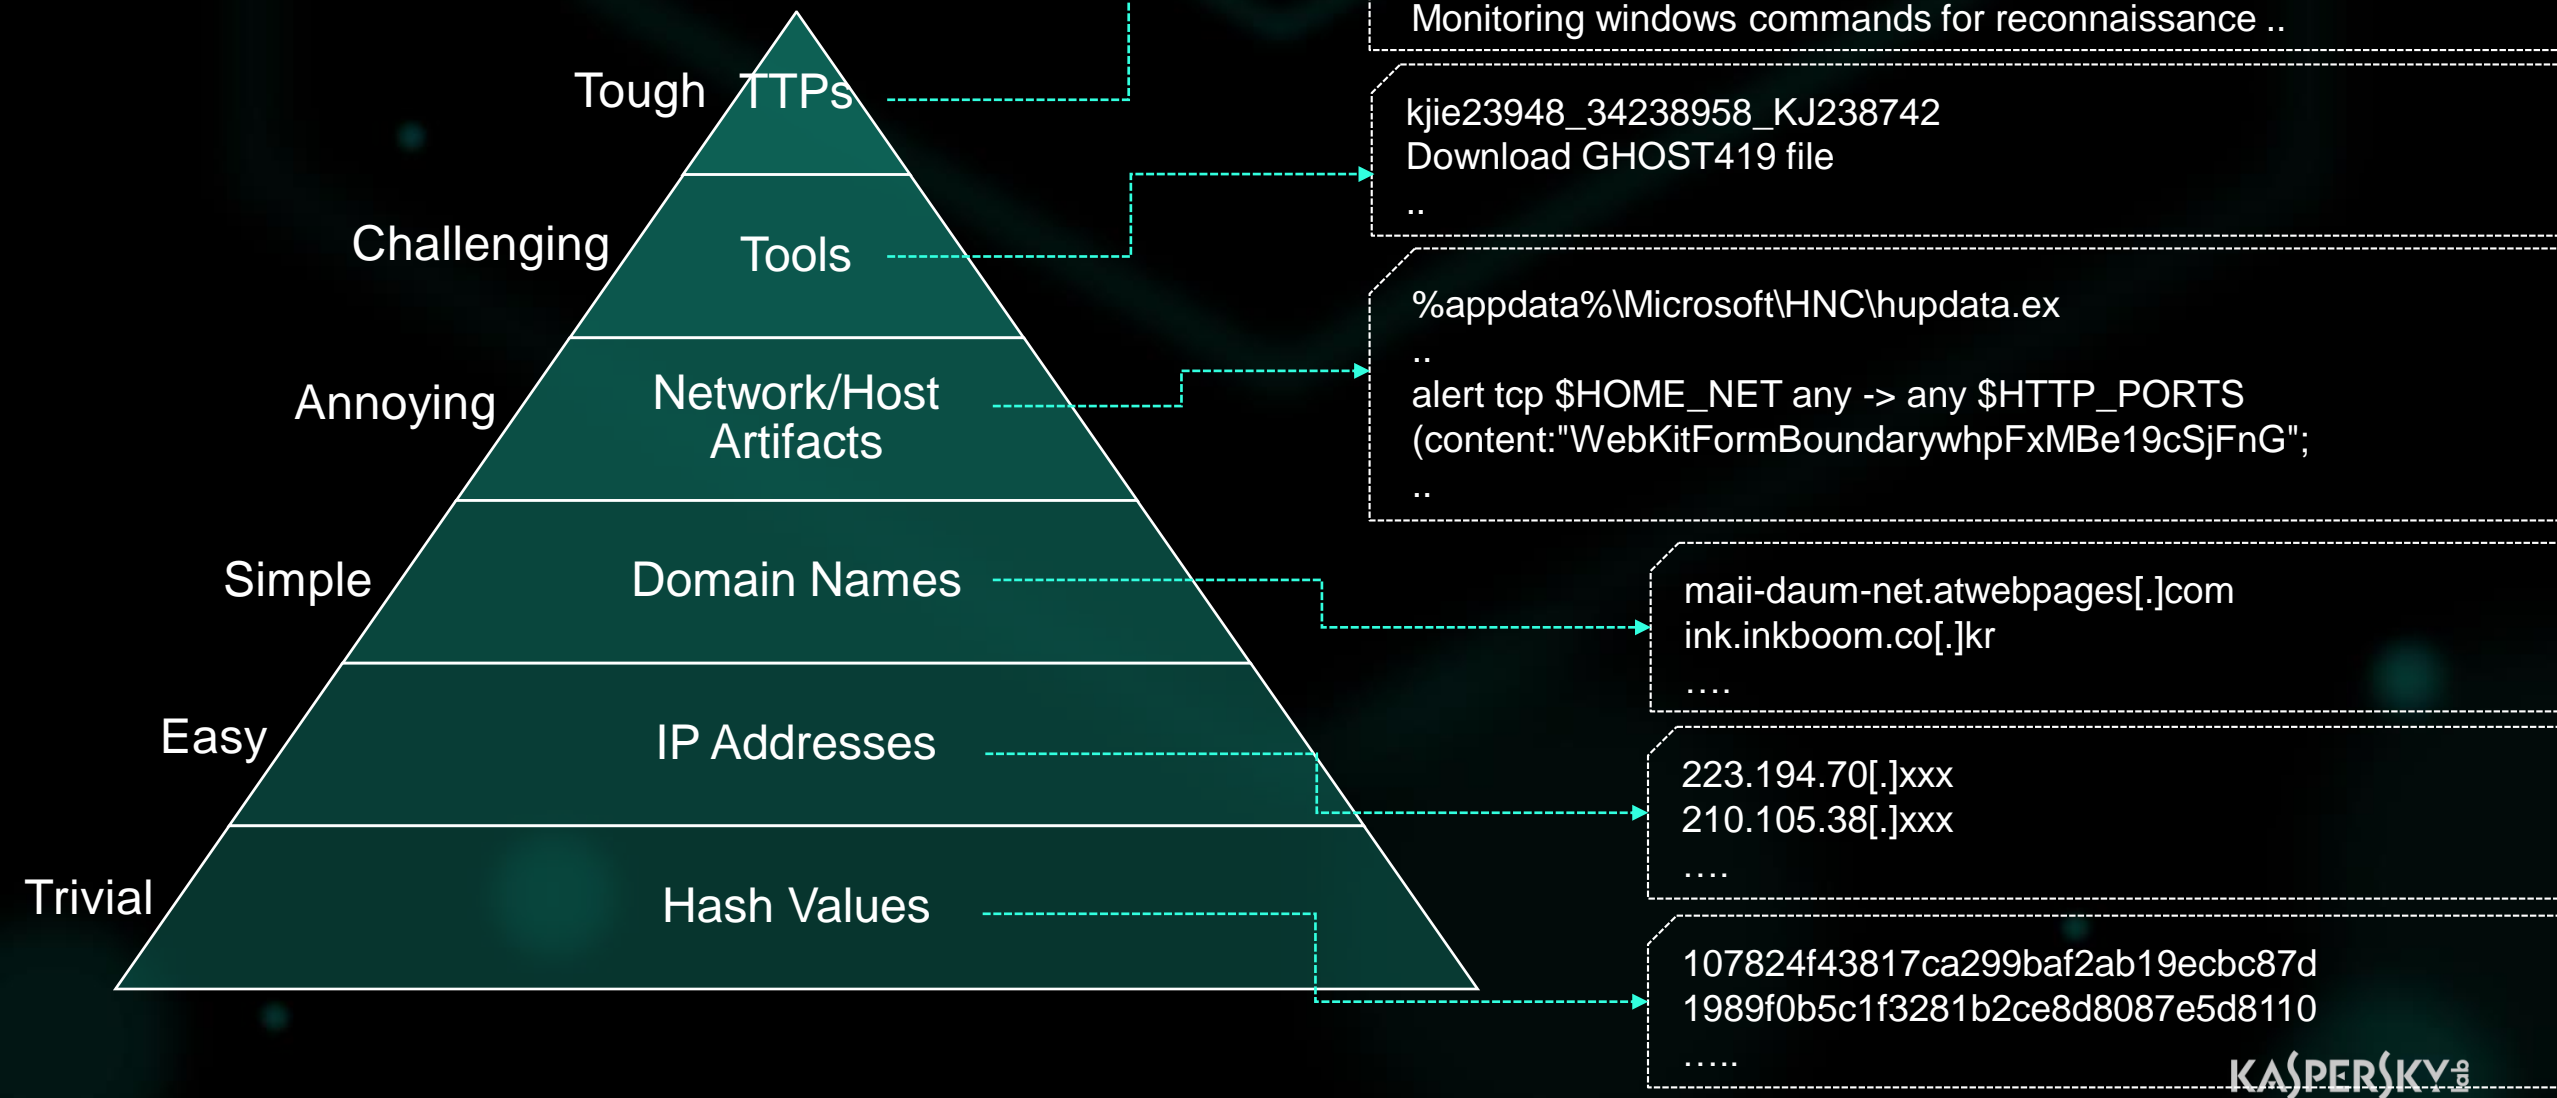 Monitoring windows commands for reconnaissance ..
Tough
TTPs
kjie23948_34238958_KJ238742
Download GHOST419 file
..
Challenging
Tools
%appdata%\Microsoft\HNC\hupdata.ex
..
alert tcp $HOME_NET any -> any $HTTP_PORTS
(content:"WebKitFormBoundarywhpFxMBe19cSjFnG";
..
Annoying
Network/Host
Artifacts
Simple
Domain Names
maii-daum-net.atwebpages[.]com
ink.inkboom.co[.]kr
....
Easy
IP Addresses
223.194.70[.]xxx
210.105.38[.]xxx
....
Trivial
Hash Values
107824f43817ca299baf2ab19ecbc87d
1989f0b5c1f3281b2ce8d8087e5d8110
.....
KASPERSKY lab